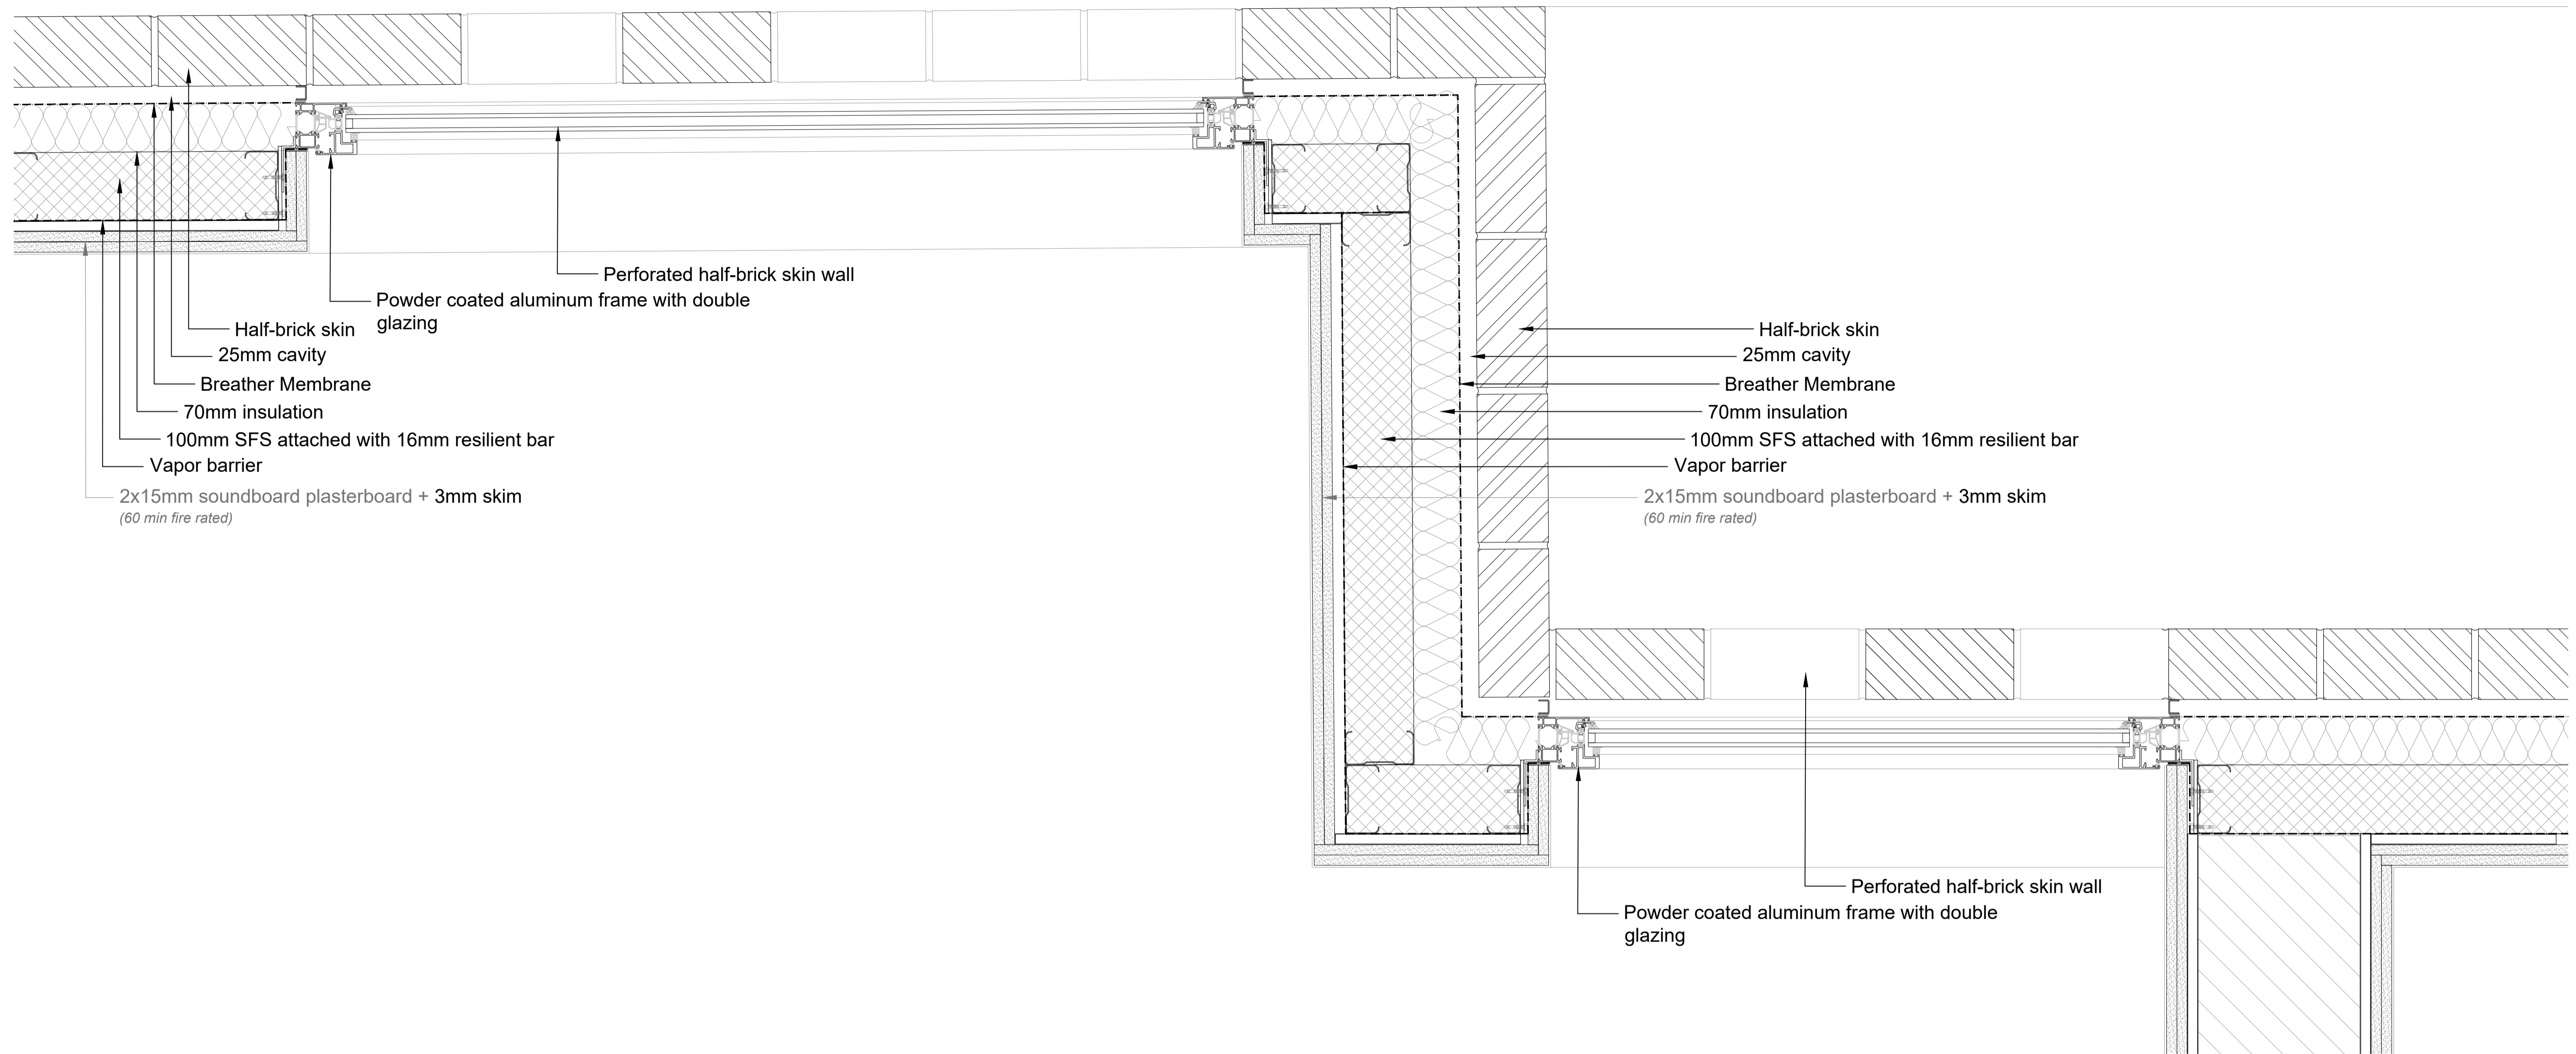 Perforated half-brick skin wall
Powder coated aluminum frame with double
glazing
Half-brick skin
25mm cavity
Breather Membrane
70mm insulation
100mm SFS attached with 16mm resilient bar
Vapor barrier
2x15mm soundboard plasterboard + 3mm skim
(60 min fire rated)
Half-brick skin
25mm cavity
Breather Membrane
70mm insulation
100mm SFS attached with 16mm resilient bar
Vapor barrier
2x15mm soundboard plasterboard + 3mm skim
(60 min fire rated)
Perforated half-brick skin wall
Powder coated aluminum frame with double
glazing